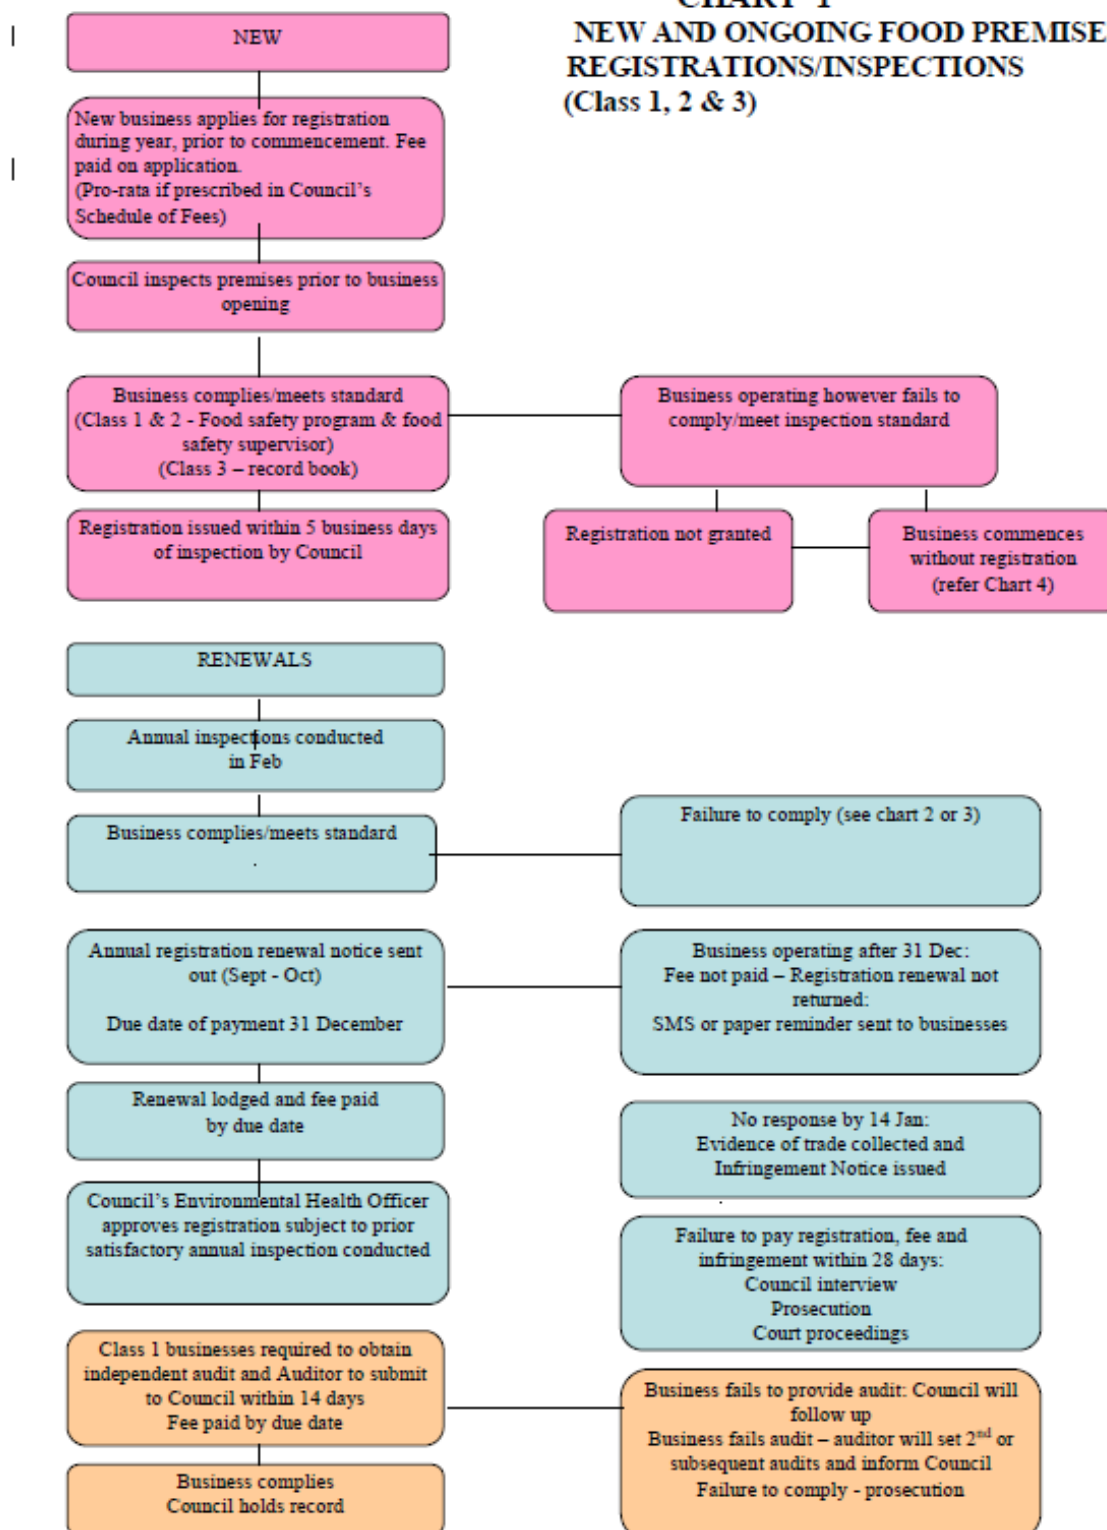 CHART 1
NEW AND ONGOING FOOD PREMISE
REGISTRATIONS/INSPECTIONS
(Class 1, 2 & 3)
NEW
New business applies for registration
during year, prior to commencement. Fee
paid on application.
(Pro-rata if prescribed in Council's
Schedule of Fees)
Council inspects premises prior to business
opening
Business complies/meets standard
(Class 1 & 2 - Food safety program & food
safety supervisor)
(Class 3 – record book)
Business operating however fails to
comply/meet inspection standard
Registration issued within 5 business days
of inspection by Council
Registration not granted
Business commences
without registration
(refer Chart 4)
RENEWALS
Annual inspections conducted
in Feb
Business complies/meets standard
.
Failure to comply (see chart 2 or 3)
Annual registration renewal notice sent
out (Sept - Oct)
Due date of payment 31 December
Business operating after 31 Dec:
Fee not paid – Registration renewal not
returned:
SMS or paper reminder sent to businesses
Renewal lodged and fee paid
by due date
No response by 14 Jan:
Evidence of trade collected and
Infringement Notice issued
Council's Environmental Health Officer
approves registration subject to prior
satisfactory annual inspection conducted
Failure to pay registration, fee and
infringement within 28 days:
Council interview
Prosecution
Court proceedings
Class 1 businesses required to obtain
independent audit and Auditor to submit
to Council within 14 days
Fee paid by due date
Business fails to provide audit: Council will
follow up
Business fails audit – auditor will set 2nd or
subsequent audits and inform Council
Failure to comply - prosecution
Business complies
Council holds record